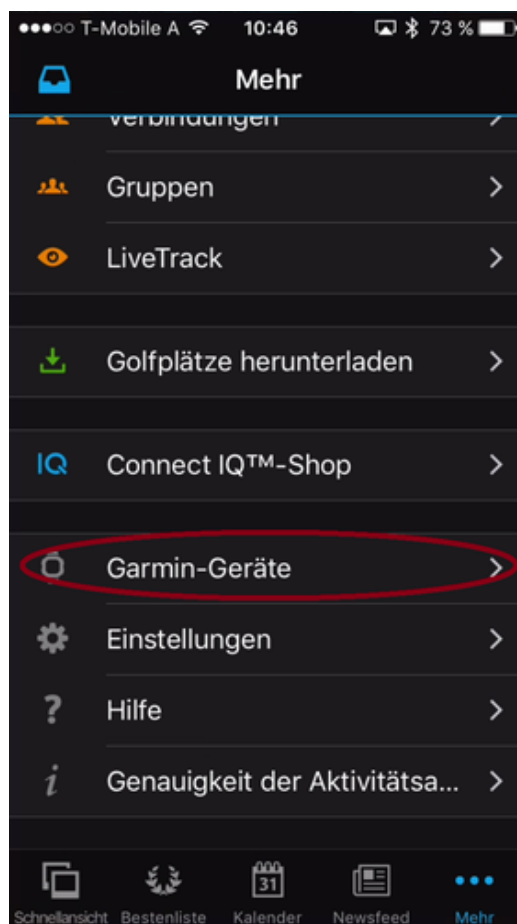 T-Mobile A 10:46 73 %
Mehr
Verbindungen
Gruppen
LiveTrack
Golfplätze herunterladen
IQ Connect IQ™-Shop
Garmin-Geräte
Einstellungen
? Hilfe
i Genauigkeit der Aktivitätsa...
31
Schnellansicht Bestenliste Kalender Newsfeed Mehr